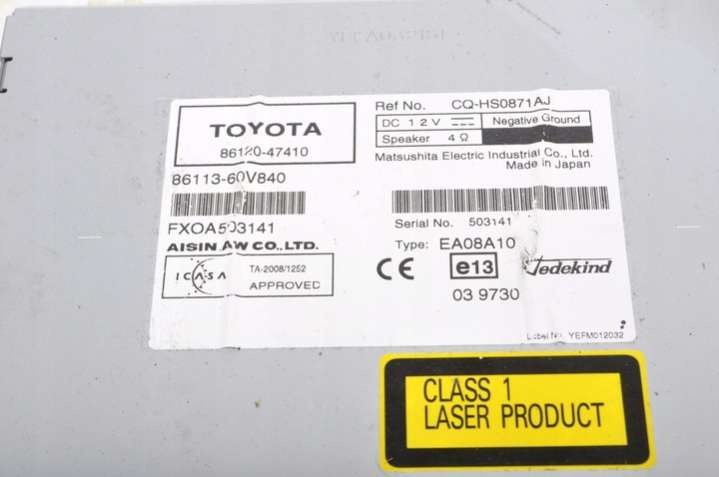 TOYOTA
86120-47410
86113-60V840
FXOA503141
AISIN AW CO., LTD.
ICASA
TA-2008/1252
APPROVED
Ref No. CQ-HS0871AJ
DC 12V Negative Ground
Speaker 4Ω
Matsushita Electric Industrial Co., Ltd.
Made in Japan
Serial No. 503141
Type: EA08A10
CE e13 Jedekind
03 9730
Label No. YEFM012032
CLASS 1
LASER PRODUCT